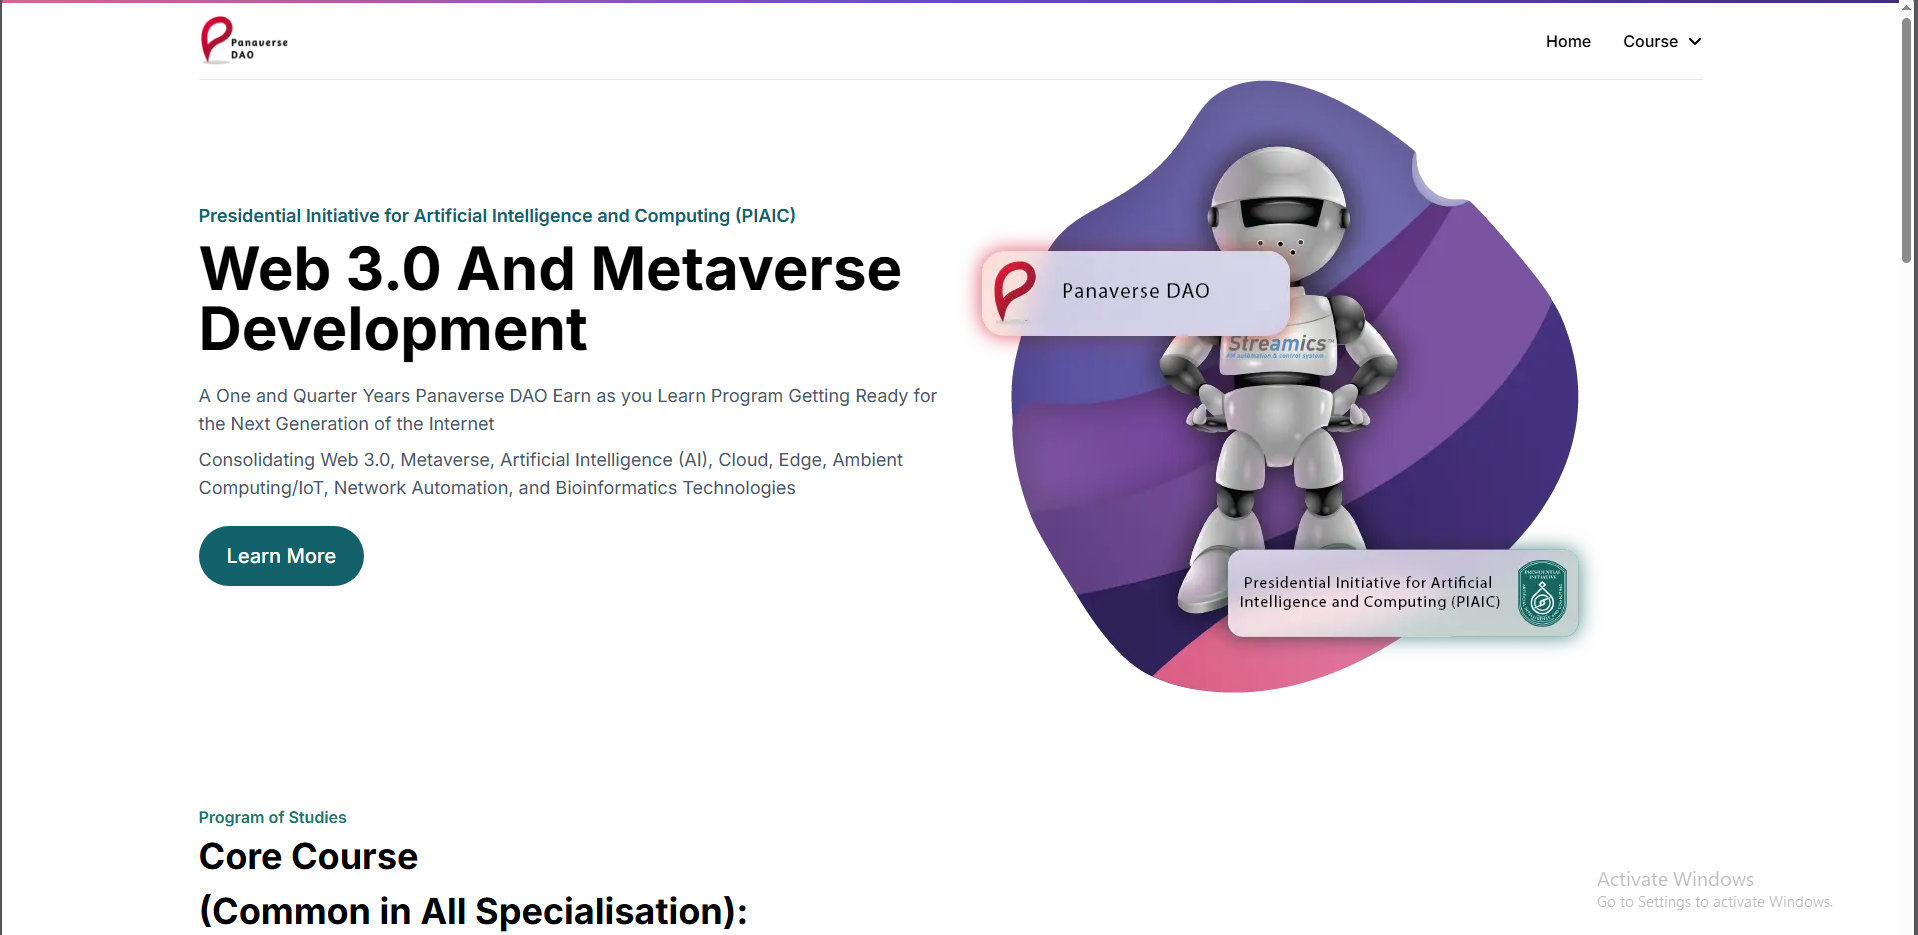 Panaverse
DAO
Home
Course
Presidential Initiative for Artificial Intelligence and Computing (PIAIC)
Web 3.0 And Metaverse
Development
A One and Quarter Years Panaverse DAO Earn as you Learn Program Getting Ready for
the Next Generation of the Internet
Consolidating Web 3.0, Metaverse, Artificial Intelligence (AI), Cloud, Edge, Ambient
Computing/IoT, Network Automation, and Bioinformatics Technologies
Learn More
Panaverse DAO
Streamics™
automation & control system
Presidential Initiative for Artificial
Intelligence and Computing (PIAIC)
PRESIDENTIAL
INITIATIVE
Program of Studies
Core Course
(Common in All Specialisation):
Activate Windows
Go to Settings to activate Windows.